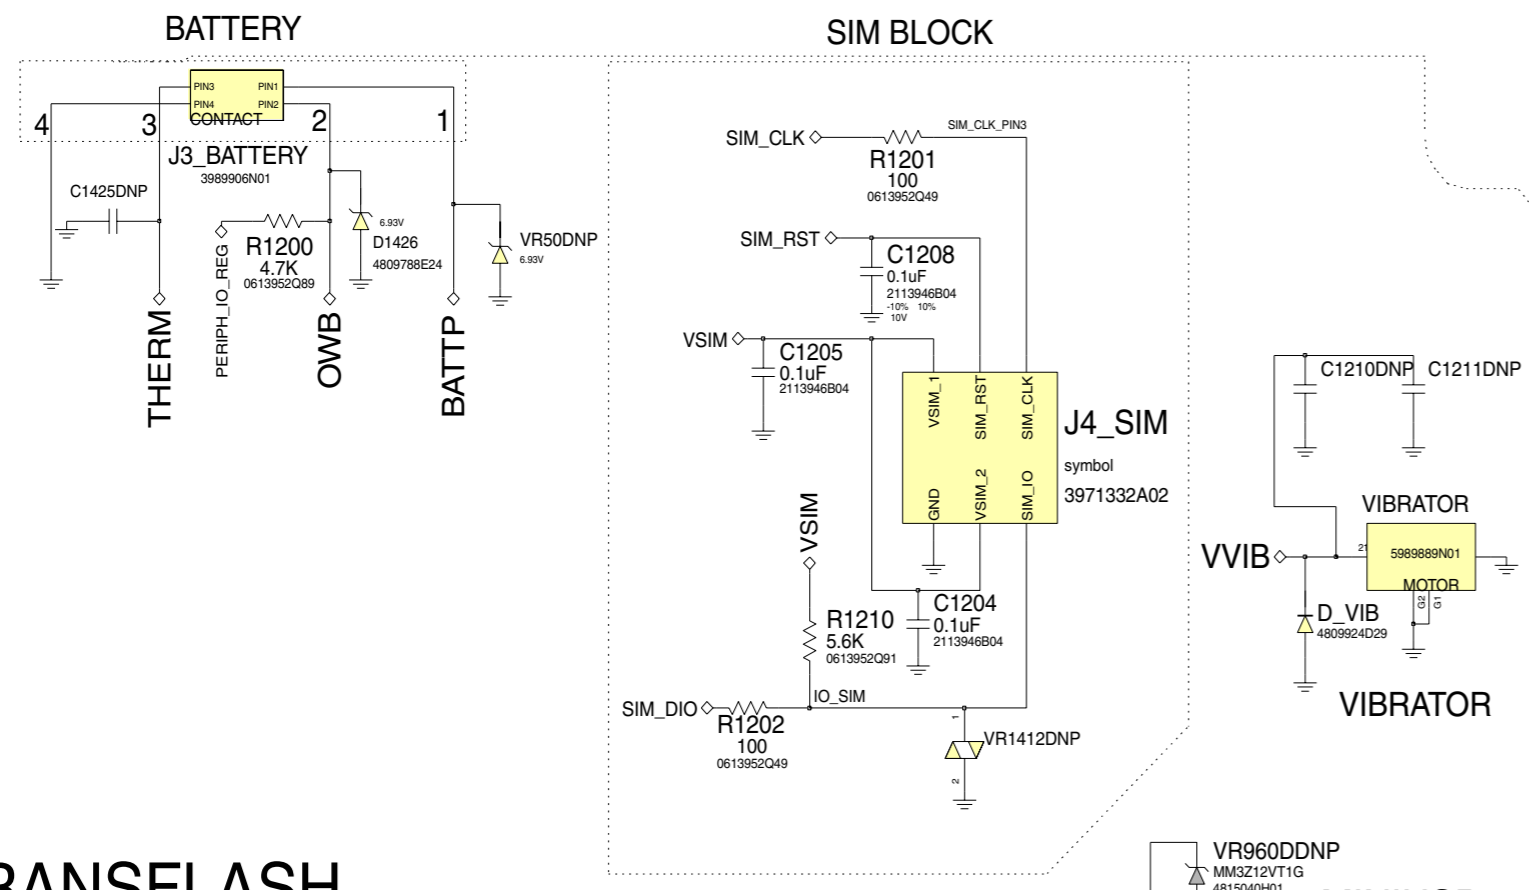 BATTERY
SIM BLOCK
PIN3
PIN1
PIN4
PIN2
CONTACT
4
3
2
1
J3_BATTERY
3989906N01
C1425DNP
PERIPH_IO_REG
R1200
4.7K
0613952Q89
6.93V
D1426
4809788E24
VR50DNP
6.93V
THERM
OWB
BATTP
SIM_CLK
SIM_CLK_PIN3
R1201
100
0613952Q49
SIM_RST
C1208
0.1uF
2113946B04
-10% 10%
10V
VSIM
C1205
0.1uF
2113946B04
VSIM_1
SIM_RST
SIM_CLK
GND
VSIM_2
SIM_IO
J4_SIM
symbol
3971332A02
VSIM
R1210
5.6K
0613952Q91
C1204
0.1uF
2113946B04
SIM_DIO
IO_SIM
R1202
100
0613952Q49
1
VR1412DNP
2
C1210DNP
C1211DNP
VIBRATOR
VVIB
21
5989889N01
MOTOR
G2
G1
D_VIB
4809924D29
VIBRATOR
RANSFLASH
VR960DDNP
MM3Z12VT1G
4815040H01